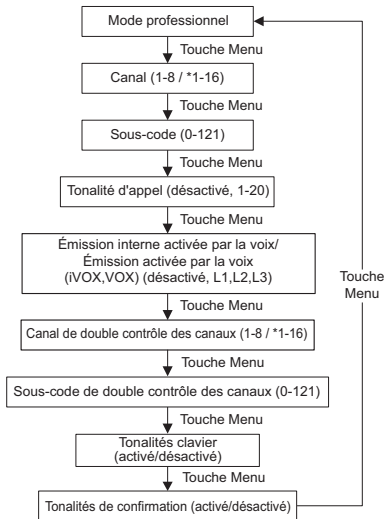 Mode professionnel
Touche Menu
Canal (1-8 / *1-16)
Touche Menu
Sous-code (0-121)
Touche Menu
Tonalité d'appel (désactivé, 1-20)
Touche Menu
Émission interne activée par la voix/
Émission activée par la voix
(iVOX,VOX) (désactivé, L1,L2,L3)
Touche
Menu
Touche Menu
Canal de double contrôle des canaux (1-8 / *1-16)
Touche Menu
Sous-code de double contrôle des canaux (0-121)
Touche Menu
Tonalités clavier
(activé/désactivé)
Touche Menu
Tonalités de confirmation (activé/désactivé)